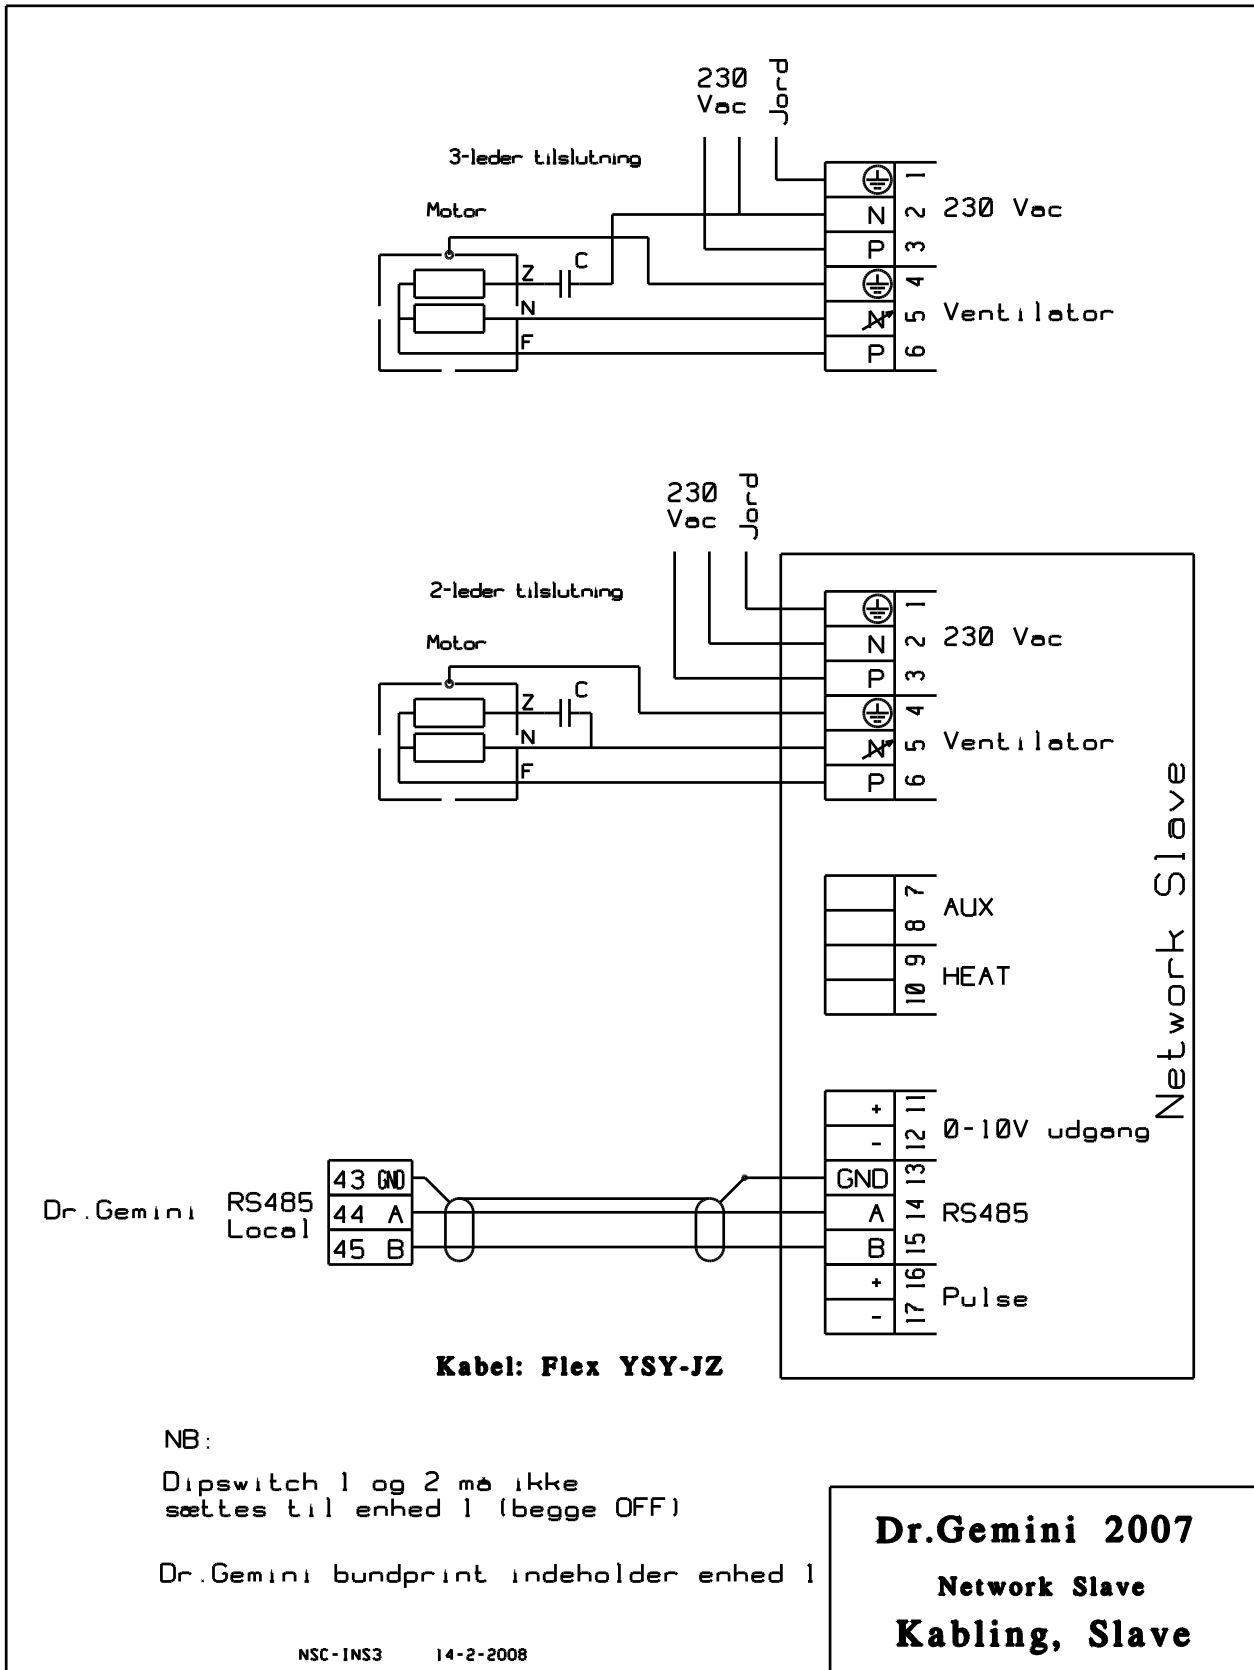 230
Vac
Jord
3-leder tilslutning
Motor
Z
C
N
F
1
N 2 230 Vac
P 3
4
N 5 Ventilator
P 6
230
Vac
Jord
2-leder tilslutning
Motor
Z
C
N
F
1
N 2 230 Vac
P 3
4
N 5 Ventilator
P 6
Network Slave
7
8
AUX
9
10
HEAT
+ 11
- 12
0-10V udgang
Dr.Gemini
RS485
Local
43 GND
44 A
45 B
GND 13
A 14 RS485
B 15
+ 16
- 17
Pulse
Kabel: Flex YSY-JZ
NB:
Dipswitch 1 og 2 må ikke
sættes til enhed 1 (begge OFF)
Dr.Gemini bundprint indeholder enhed 1
NSC-INS3 14-2-2008
Dr.Gemini 2007
Network Slave
Kabling, Slave